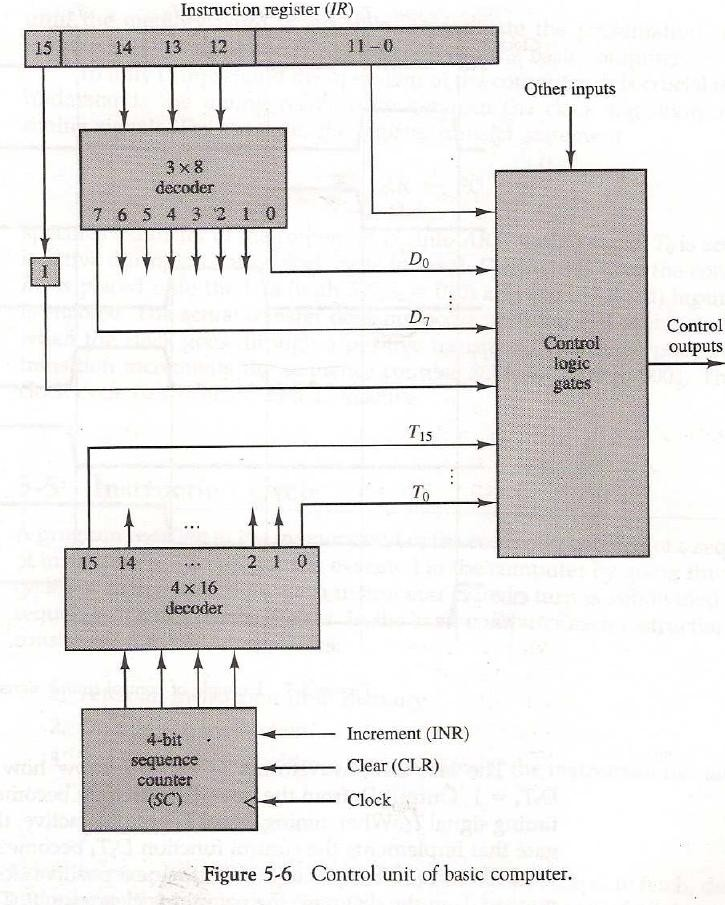 Instruction register (IR)
15 14 13 12 11 – 0
Other inputs
3 × 8
decoder
7 6 5 4 3 2 1 0
I
D0
⋮
D7
Control
logic
gates
Control
outputs
T15
⋮
T0
15 14 ... 2 1 0
...
4 × 16
decoder
4-bit
sequence
counter
(SC)
Increment (INR)
Clear (CLR)
Clock
Figure 5-6 Control unit of basic computer.